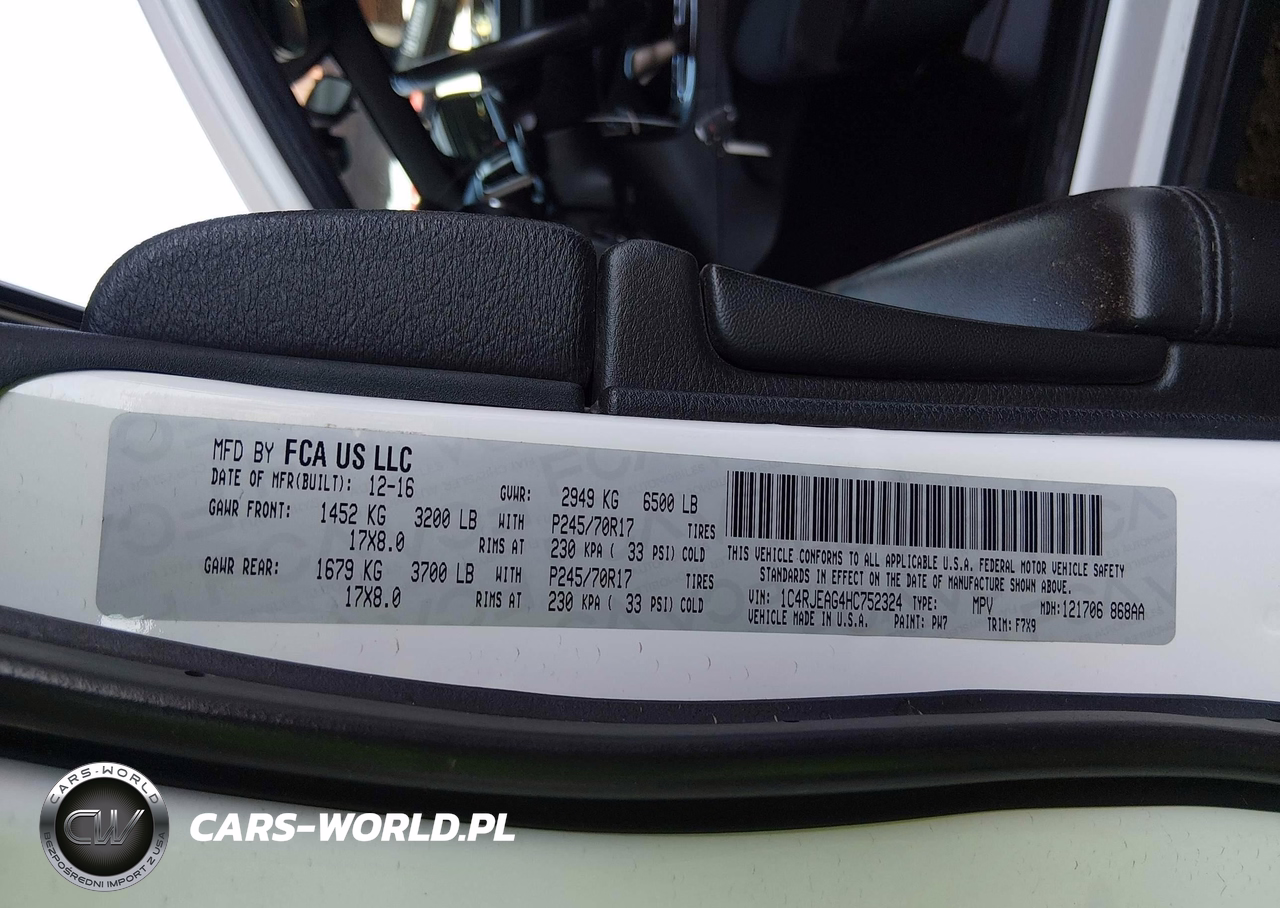 MFD BY FCA US LLC
DATE OF MFR(BUILT): 12-16 GVWR: 2949 KG 6500 LB
GAWR FRONT: 1452 KG 3200 LB WITH P245/70R17 TIRES
17X8.0 RIMS AT 230 KPA ( 33 PSI) COLD
GAWR REAR: 1679 KG 3700 LB WITH P245/70R17 TIRES
17X8.0 RIMS AT 230 KPA ( 33 PSI) COLD
THIS VEHICLE CONFORMS TO ALL APPLICABLE U.S.A. FEDERAL MOTOR VEHICLE SAFETY
STANDARDS IN EFFECT ON THE DATE OF MANUFACTURE SHOWN ABOVE.
VIN: 1C4RJEAG4HC752324 TYPE: MPV MDH:121706 868AA
VEHICLE MADE IN U.S.A. PAINT: PW7 TRIM: F7X9
CARS-WORLD
CW
BEZPOŚREDNI IMPORT Z USA
CARS-WORLD.PL